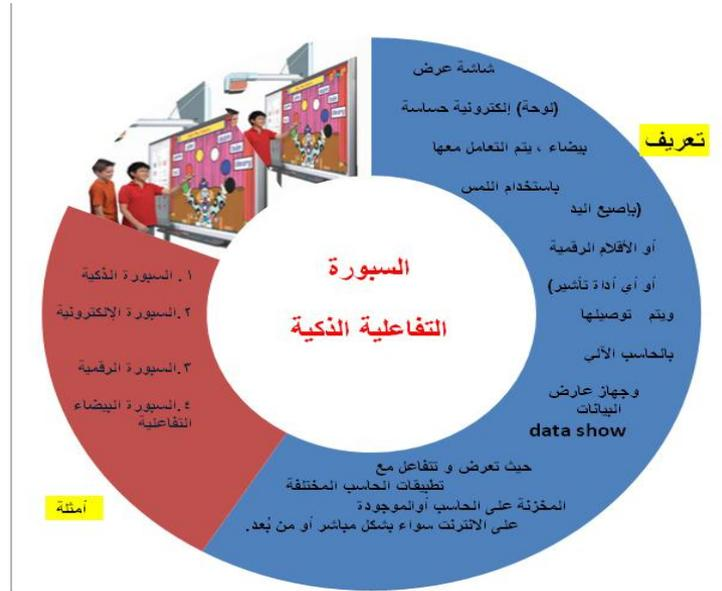 السبورة
التفاعلية الذكية
تعريف
شاشة عرض
(لوحة) إلكترونية حساسة
بيضاء ، يتم التعامل معها
باستخدام اللمس
(بإصبع اليد
أو الأقلام الرقمية
أو أي أداة تأشير)
ويتم توصيلها
بالحاسب الآلي
وجهاز عارض
البيانات
data show
حيث تعرض و تتفاعل مع
تطبيقات الحاسب المختلفة
المخزنة على الحاسب أوالموجودة
على الانترنت سواء بشكل مباشر أو من بُعد.
أمثلة
١. السبورة الذكية
٢.السبورة الإلكترونية
٣.السبورة الرقمية
٤.السبورة البيضاء
التفاعلية